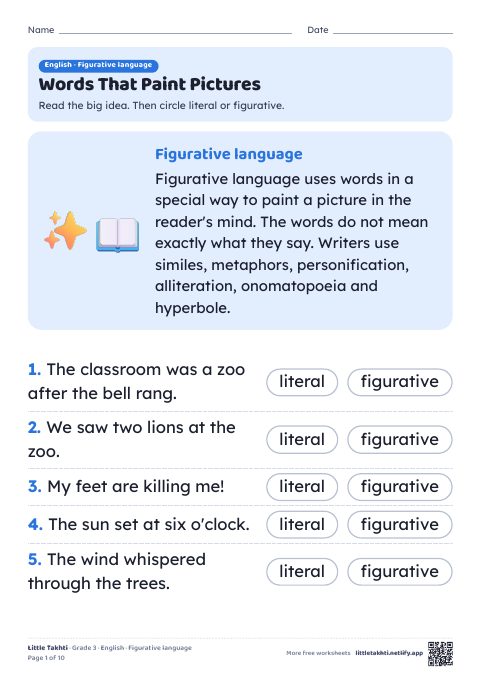 Name Date
English · Figurative language
Words That Paint Pictures
Read the big idea. Then circle literal or figurative.
Figurative language
Figurative language uses words in a
special way to paint a picture in the
reader's mind. The words do not mean
exactly what they say. Writers use
similes, metaphors, personification,
alliteration, onomatopoeia and
hyperbole.
1. The classroom was a zoo
after the bell rang.
literal figurative
2. We saw two lions at the
zoo.
literal figurative
3. My feet are killing me! literal figurative
4. The sun set at six o'clock. literal figurative
5. The wind whispered
through the trees.
literal figurative
Little Takhti · Grade 3 · English · Figurative language
Page 1 of 10
More free worksheets · littletakhti.netlify.app